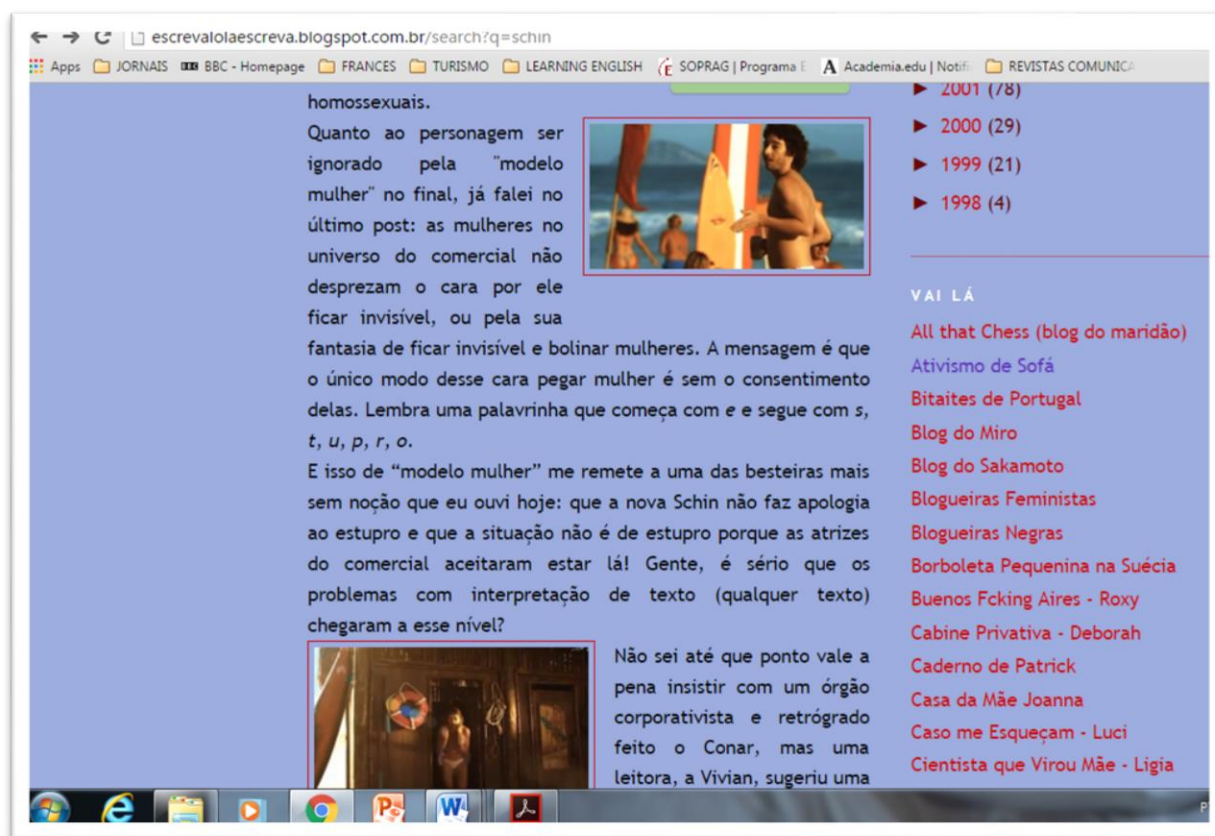 escrevalolaescreva.blogspot.com.br/search?q=schin
Apps JORNAIS BBC - Homepage FRANCES TURISMO LEARNING ENGLISH SOPRAG | Programa E Academia.edu | Notifi REVISTAS COMUNICA
homossexuais.
Quanto ao personagem ser
ignorado pela "modelo
mulher" no final, já falei no
último post: as mulheres no
universo do comercial não
desprezam o cara por ele
ficar invisível, ou pela sua
fantasia de ficar invisível e bolinar mulheres. A mensagem é que
o único modo desse cara pegar mulher é sem o consentimento
delas. Lembra uma palavrinha que começa com e e segue com s,
t, u, p, r, o.
E isso de “modelo mulher” me remete a uma das besteiras mais
sem noção que eu ouvi hoje: que a nova Schin não faz apologia
ao estupro e que a situação não é de estupro porque as atrizes
do comercial aceitaram estar lá! Gente, é sério que os
problemas com interpretação de texto (qualquer texto)
chegaram a esse nível?
Não sei até que ponto vale a
pena insistir com um órgão
corporativista e retrógrado
feito o Conar, mas uma
leitora, a Vivian, sugeriu uma
► 2001 (78)
► 2000 (29)
► 1999 (21)
► 1998 (4)
VAI LÁ
All that Chess (blog do maridão)
Ativismo de Sofá
Bitaites de Portugal
Blog do Miro
Blog do Sakamoto
Blogueiras Feministas
Blogueiras Negras
Borboleta Pequenina na Suécia
Buenos Fcking Aires - Roxy
Cabine Privativa - Deborah
Caderno de Patrick
Casa da Mãe Joanna
Caso me Esqueçam - Luci
Cientista que Virou Mãe - Ligia